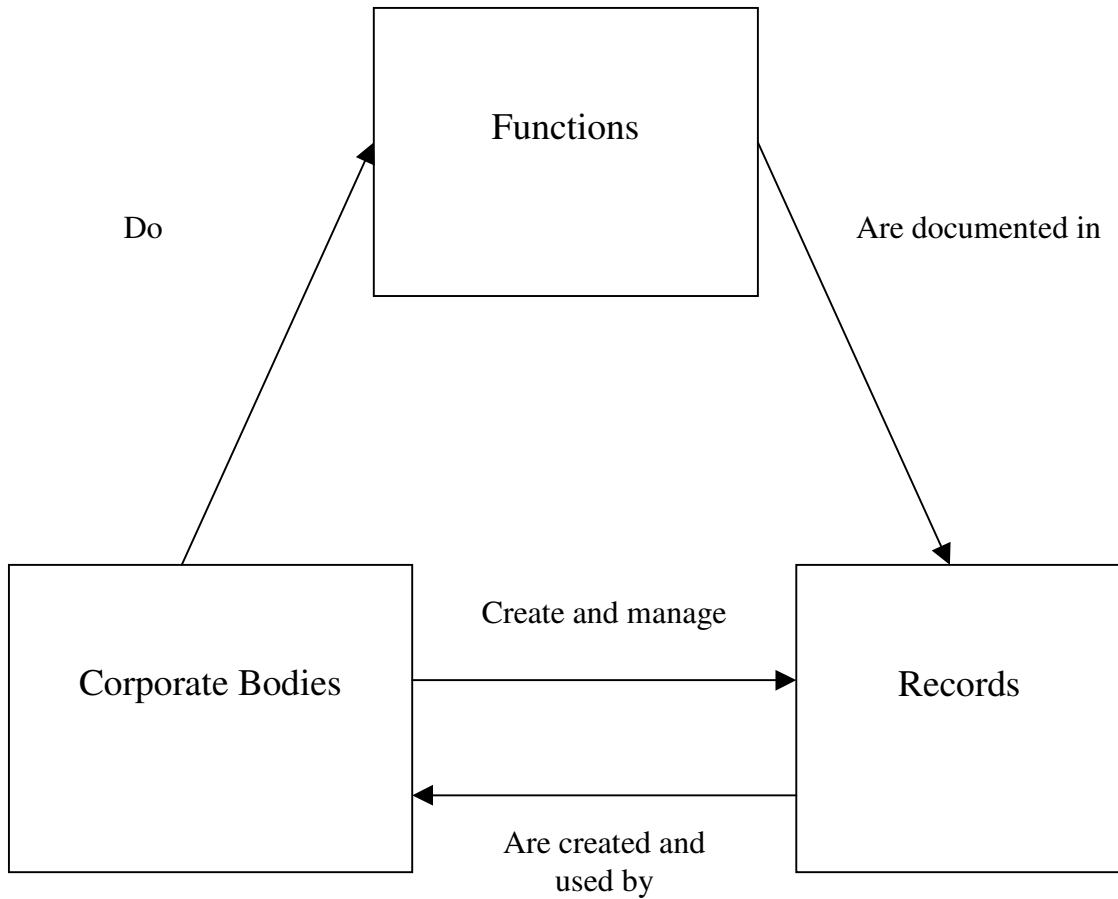 Functions
Do
Are documented in
Create and manage
Corporate Bodies
Records
Are created and
used by